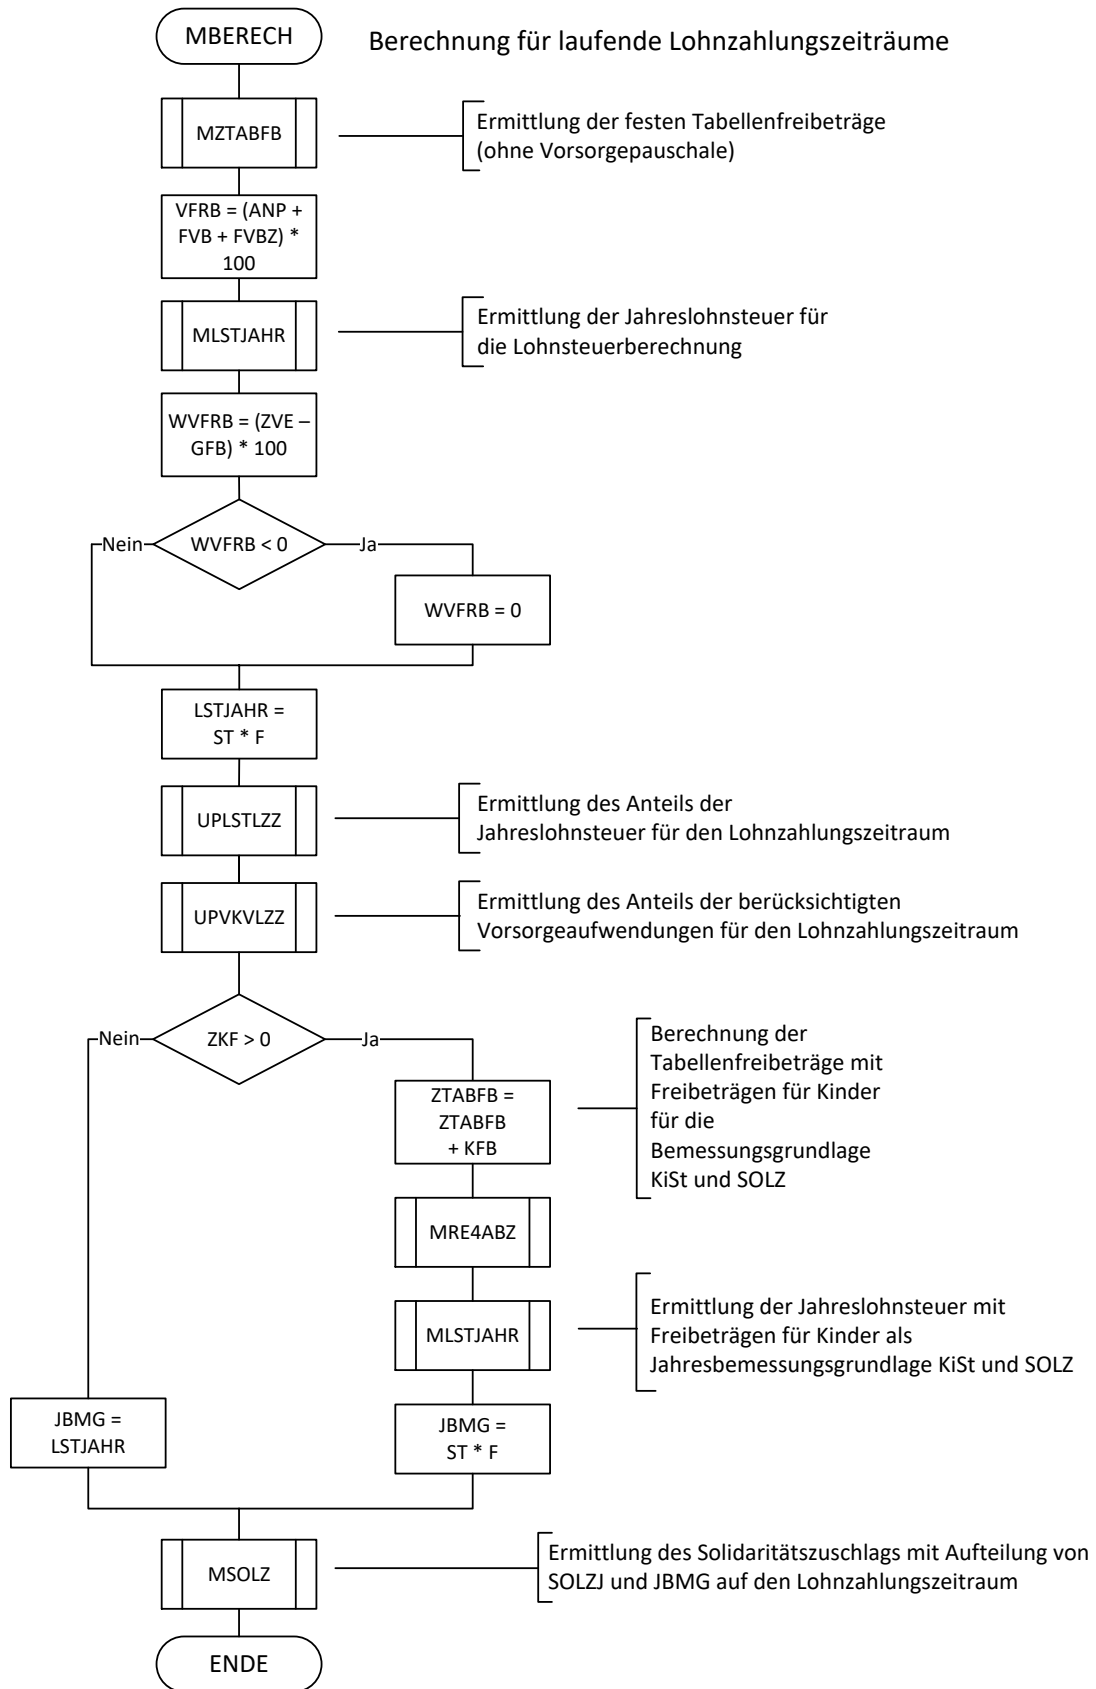 MBERECH
Berechnung für laufende Lohnzahlungszeiträume
MZTABFB
Ermittlung der festen Tabellenfreibeträge
(ohne Vorsorgepauschale)
VFRB = (ANP +
FVB + FVBZ) *
100
MLSTJAHR
Ermittlung der Jahreslohnsteuer für
die Lohnsteuerberechnung
WVFRB = (ZVE –
GFB) * 100
Nein
WVFRB < 0
Ja
WVFRB = 0
LSTJAHR =
ST * F
UPLSTLZZ
Ermittlung des Anteils der
Jahreslohnsteuer für den Lohnzahlungszeitraum
UPVKVLZZ
Ermittlung des Anteils der berücksichtigten
Vorsorgeaufwendungen für den Lohnzahlungszeitraum
Nein
ZKF > 0
Ja
ZTABFB =
ZTABFB
+ KFB
Berechnung der
Tabellenfreibeträge mit
Freibeträgen für Kinder
für die
Bemessungsgrundlage
KiSt und SOLZ
MRE4ABZ
MLSTJAHR
Ermittlung der Jahreslohnsteuer mit
Freibeträgen für Kinder als
Jahresbemessungsgrundlage KiSt und SOLZ
JBMG =
LSTJAHR
JBMG =
ST * F
MSOLZ
Ermittlung des Solidaritätszuschlags mit Aufteilung von
SOLZJ und JBMG auf den Lohnzahlungszeitraum
ENDE